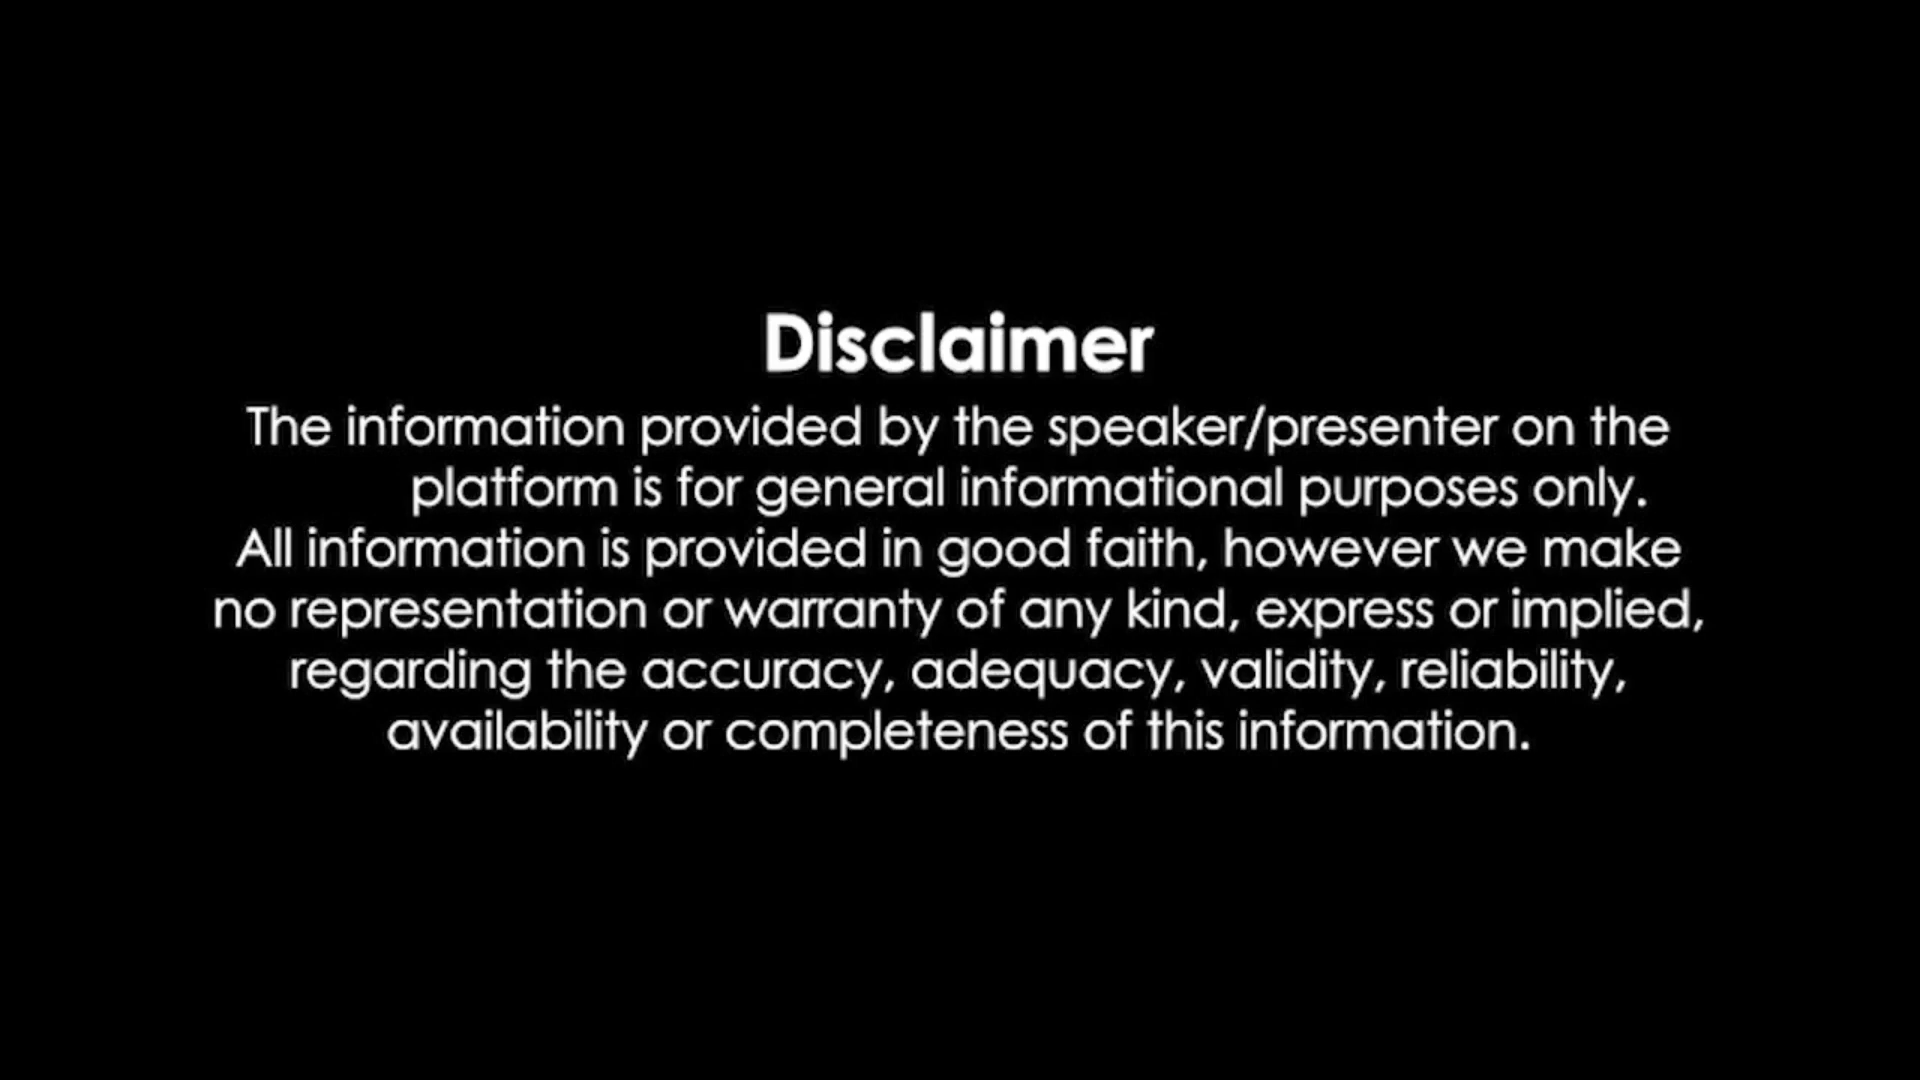 Disclaimer
The information provided by the speaker/presenter on the
platform is for general informational purposes only.
All information is provided in good faith, however we make
no representation or warranty of any kind, express or implied,
regarding the accuracy, adequacy, validity, reliability,
availability or completeness of this information.